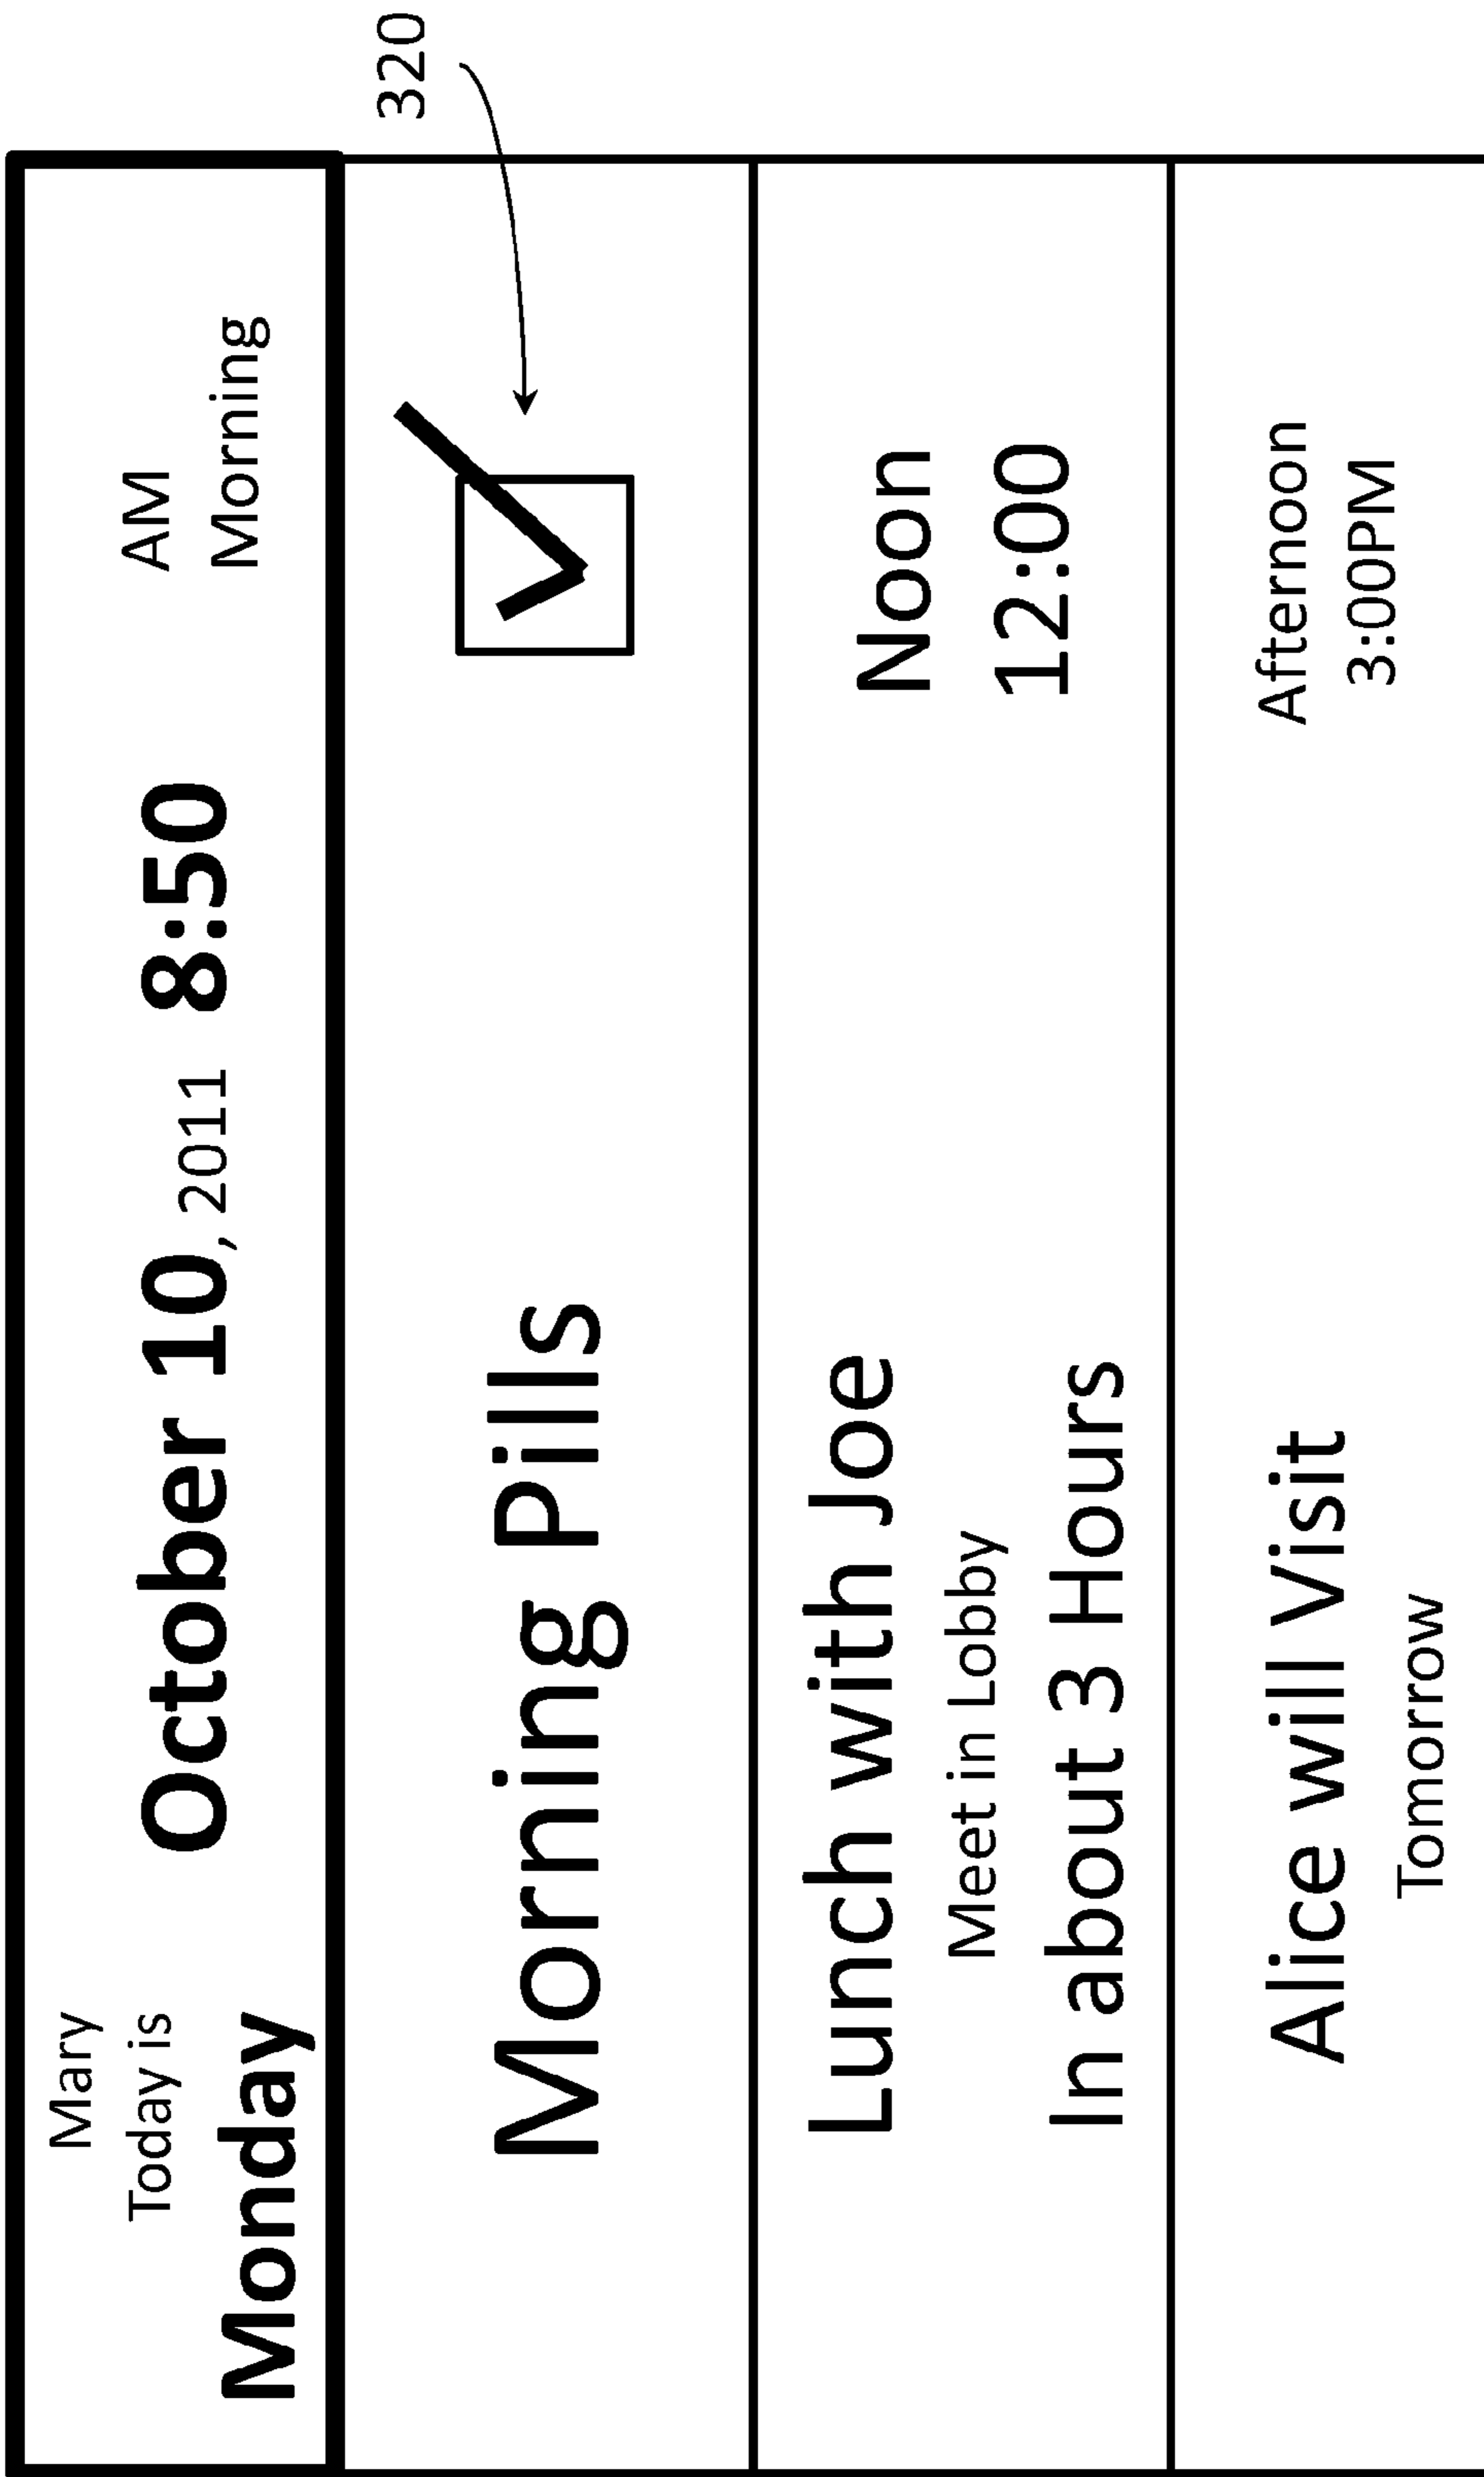 Mary
Today is
Monday
October 10, 2011 8:50
AM
Morning
320
Morning Pills
Lunch with Joe
Meet in Lobby
In about 3 Hours
Noon
12:00
Alice will Visit
Tomorrow
Afternoon
3:00PM